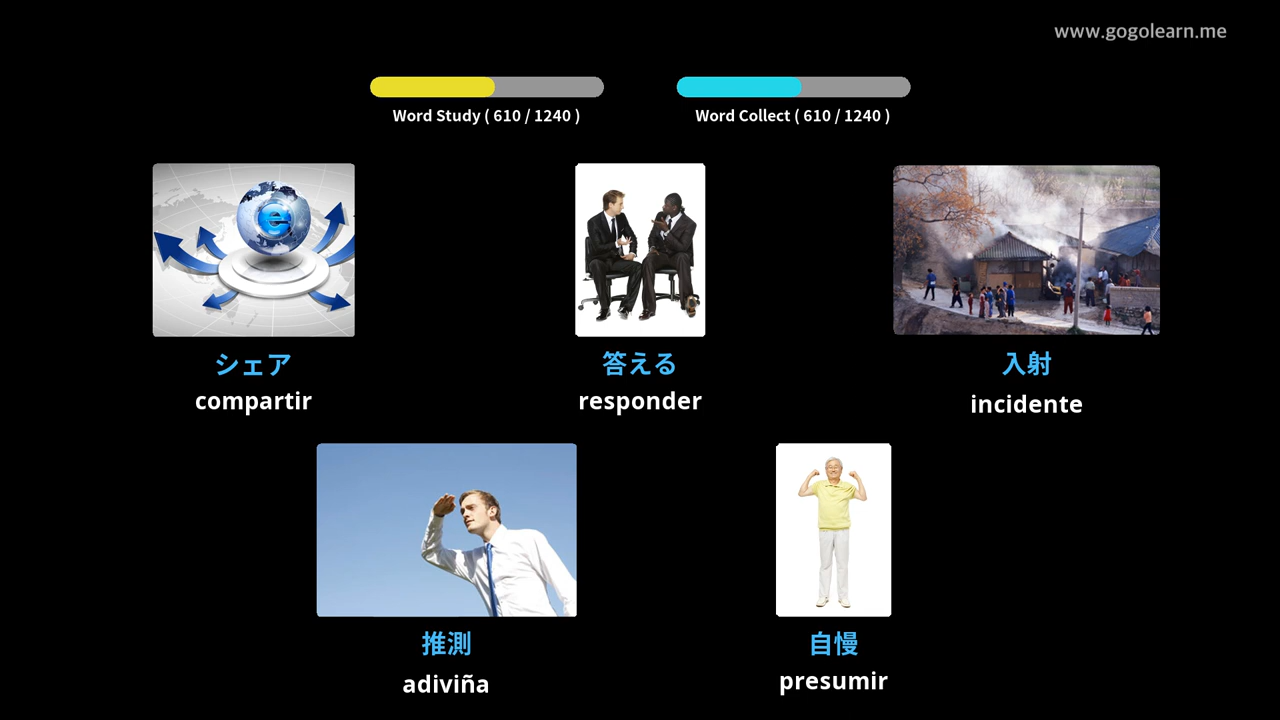 www.gogolearn.me
Word Study ( 610 / 1240 )
Word Collect ( 610 / 1240 )
e
シェア
compartir
答える
responder
入射
incidente
推測
adiviña
自慢
presumir